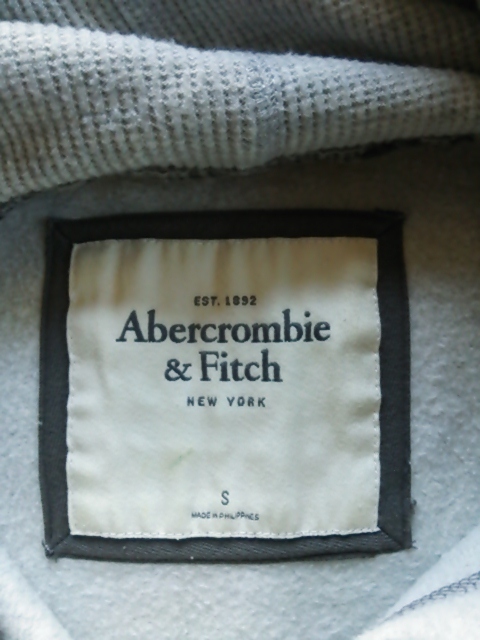 EST. 1892
Abercrombie
& Fitch
NEW YORK
S
MADE IN PHILIPPINES